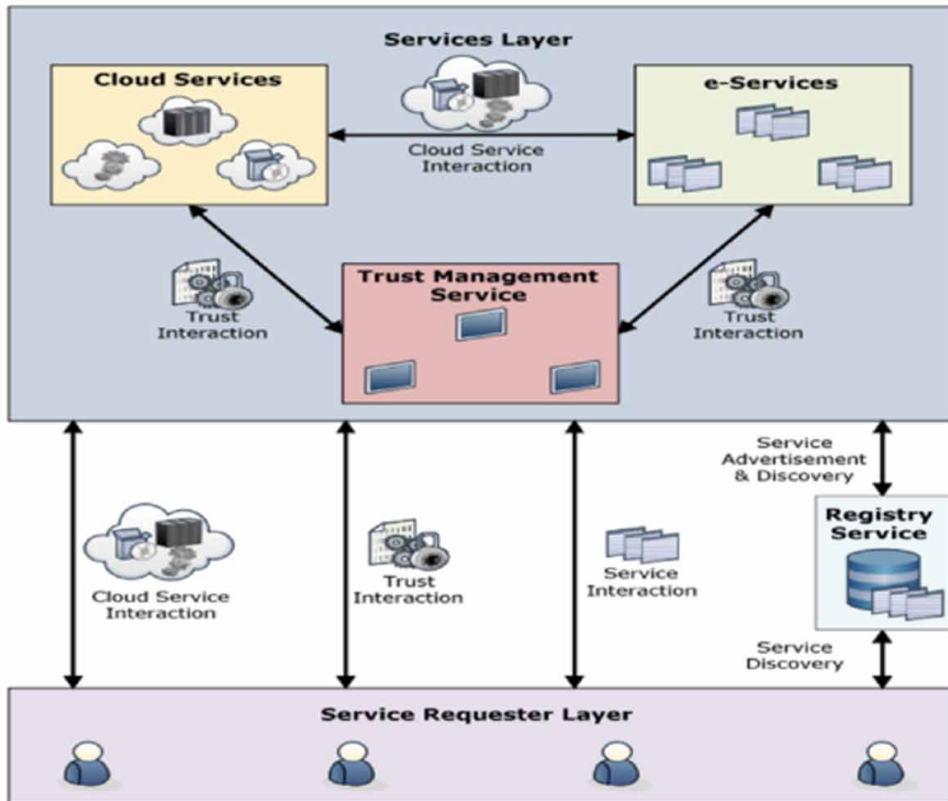 Services Layer
Cloud Services
e-Services
Cloud Service
Interaction
Trust Management
Service
Trust
Interaction
Trust
Interaction
Service
Advertisement
& Discovery
Registry
Service
Cloud Service
Interaction
Trust
Interaction
Service
Interaction
Service
Discovery
Service Requester Layer